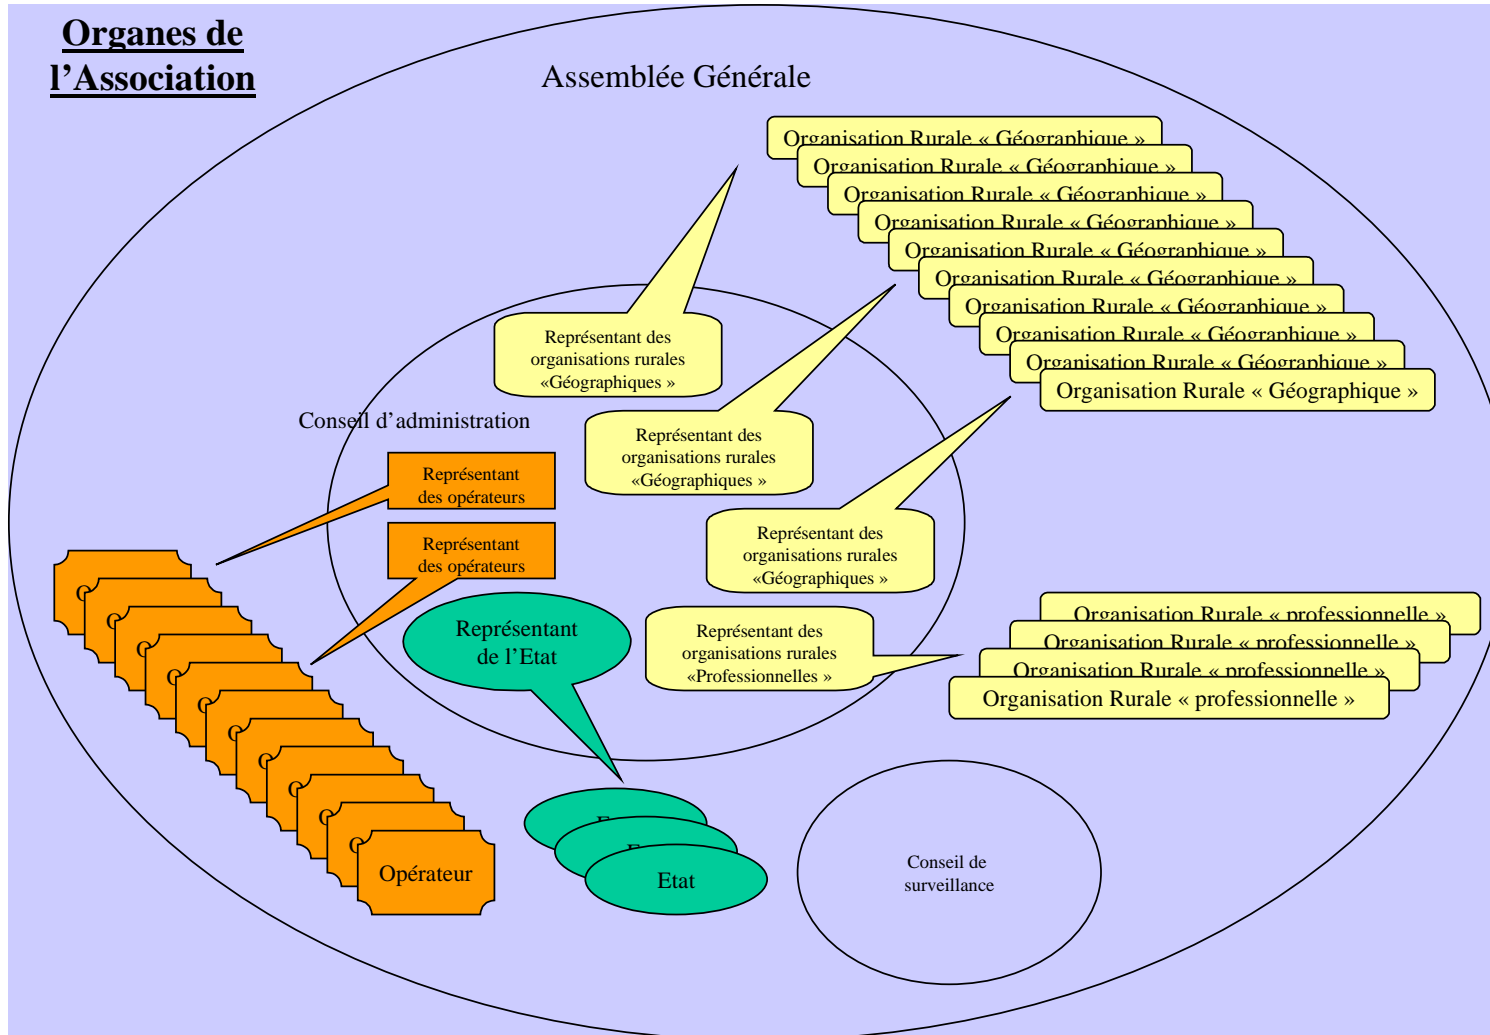 Organes de
l’Association
Assemblée Générale
Organisation Rurale « Géographique »
Organisation Rurale « Géographique »
Organisation Rurale « Géographique »
Organisation Rurale « Géographique »
Organisation Rurale « Géographique »
Organisation Rurale « Géographique »
Organisation Rurale « Géographique »
Organisation Rurale « Géographique »
Organisation Rurale « Géographique »
Organisation Rurale « Géographique »
Représentant des
organisations rurales
«Géographiques »
Conseil d’administration
Représentant des
organisations rurales
«Géographiques »
Représentant
des opérateurs
Représentant
des opérateurs
Représentant des
organisations rurales
«Géographiques »
Représentant
de l’Etat
Représentant des
organisations rurales
«Professionnelles »
Organisation Rurale « professionnelle »
Organisation Rurale « professionnelle »
Organisation Rurale « professionnelle »
Organisation Rurale « professionnelle »
Opérateur
Etat
Conseil de
surveillance